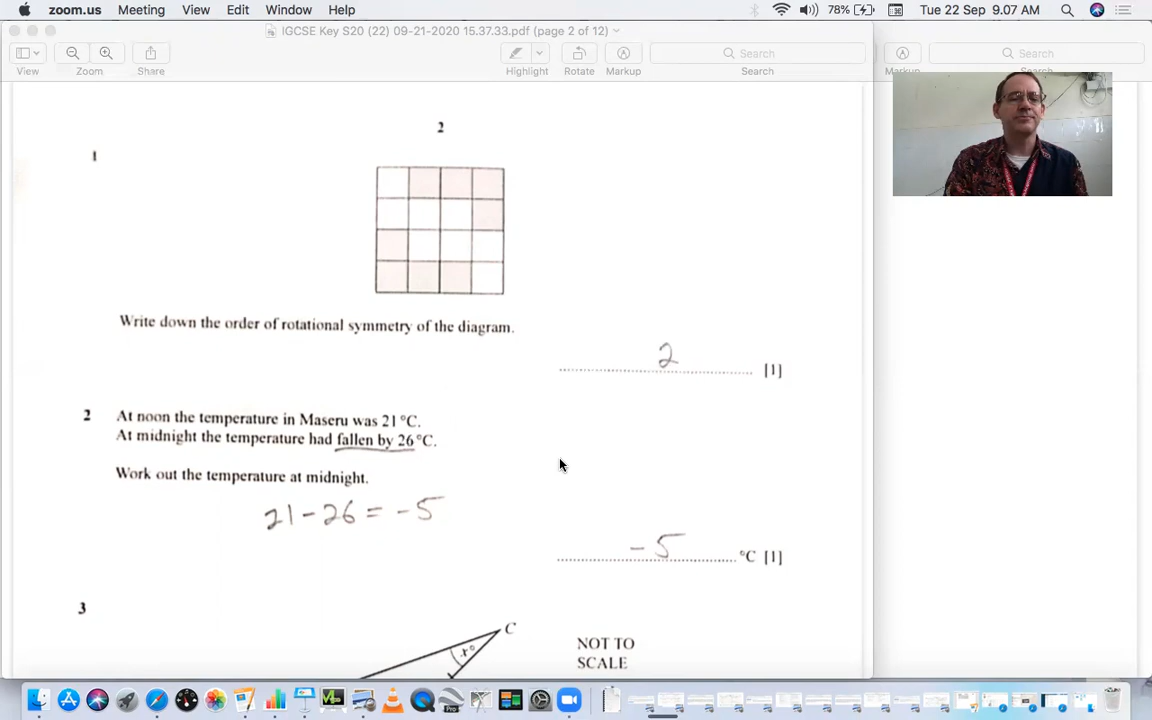 zoom.us Meeting View Edit Window Help 78% Tue 22 Sep 9.07 AM
IGCSE Key S20 (22) 09-21-2020 15.37.33.pdf (page 2 of 12)
Search Search
View Zoom Share Highlight Rotate Markup Search Markup Search
2
1
Write down the order of rotational symmetry of the diagram.
2
[1]
2 At noon the temperature in Maseru was 21 °C.
At midnight the temperature had fallen by 26 °C.
Work out the temperature at midnight.
21 - 26 = -5
-5
°C [1]
3
C
x°
NOT TO
SCALE